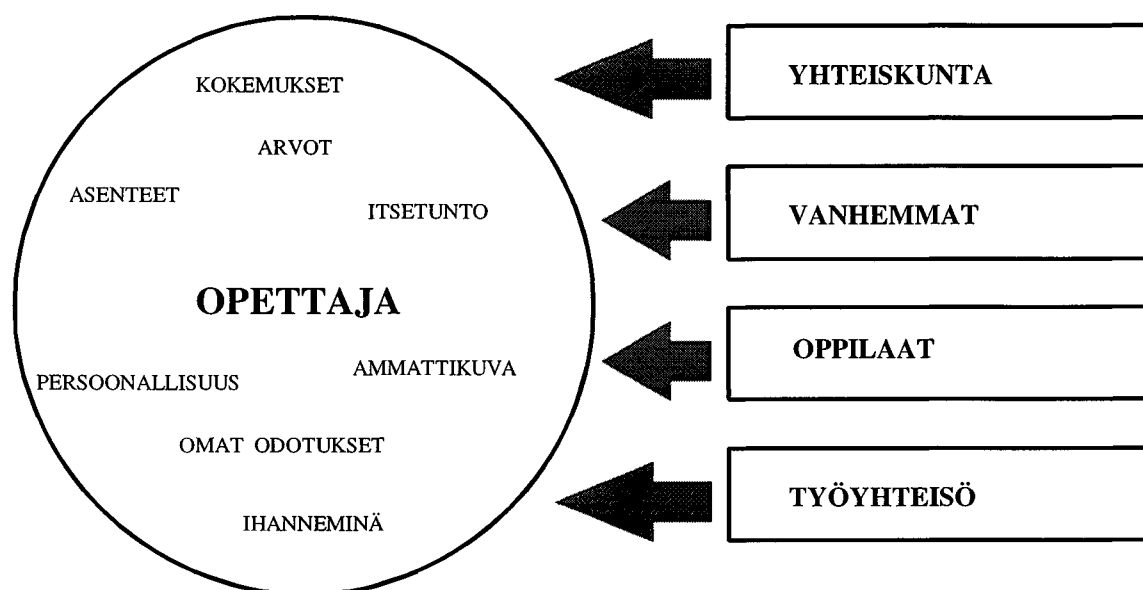 KOKEMUKSET
ARVOT
ASENTEET
ITSETUNTO
OPETTAJA
AMMATTIKUVA
PERSOONALLISUUS
OMAT ODOTUKSET
IHANNEMINÄ
YHTEISKUNTA
VANHEMMAT
OPPILAAT
TYÖYHTEISÖ